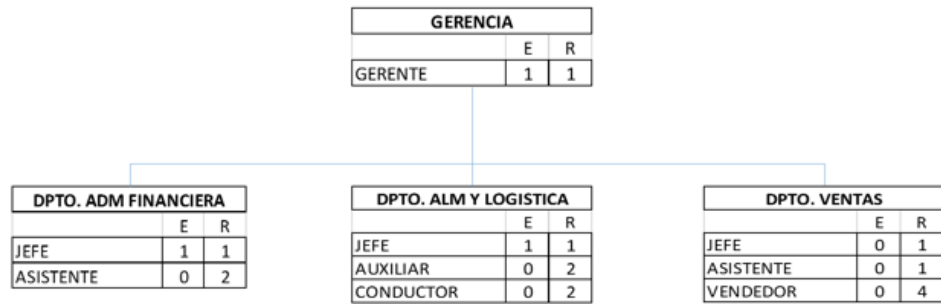 GERENCIA
E R
GERENTE 1 1
DPTO. ADM FINANCIERA
E R
JEFE 1 1
ASISTENTE 0 2
DPTO. ALM Y LOGISTICA
E R
JEFE 1 1
AUXILIAR 0 2
CONDUCTOR 0 2
DPTO. VENTAS
E R
JEFE 0 1
ASISTENTE 0 1
VENDEDOR 0 4